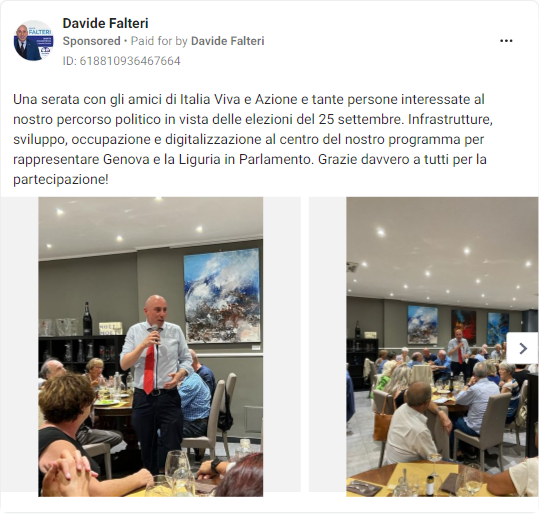 Davide Falteri
Sponsored • Paid for by Davide Falteri
ID: 618810936467664
Una serata con gli amici di Italia Viva e Azione e tante persone interessate al
nostro percorso politico in vista delle elezioni del 25 settembre. Infrastrutture,
sviluppo, occupazione e digitalizzazione al centro del nostro programma per
rappresentare Genova e la Liguria in Parlamento. Grazie davvero a tutti per la
partecipazione!